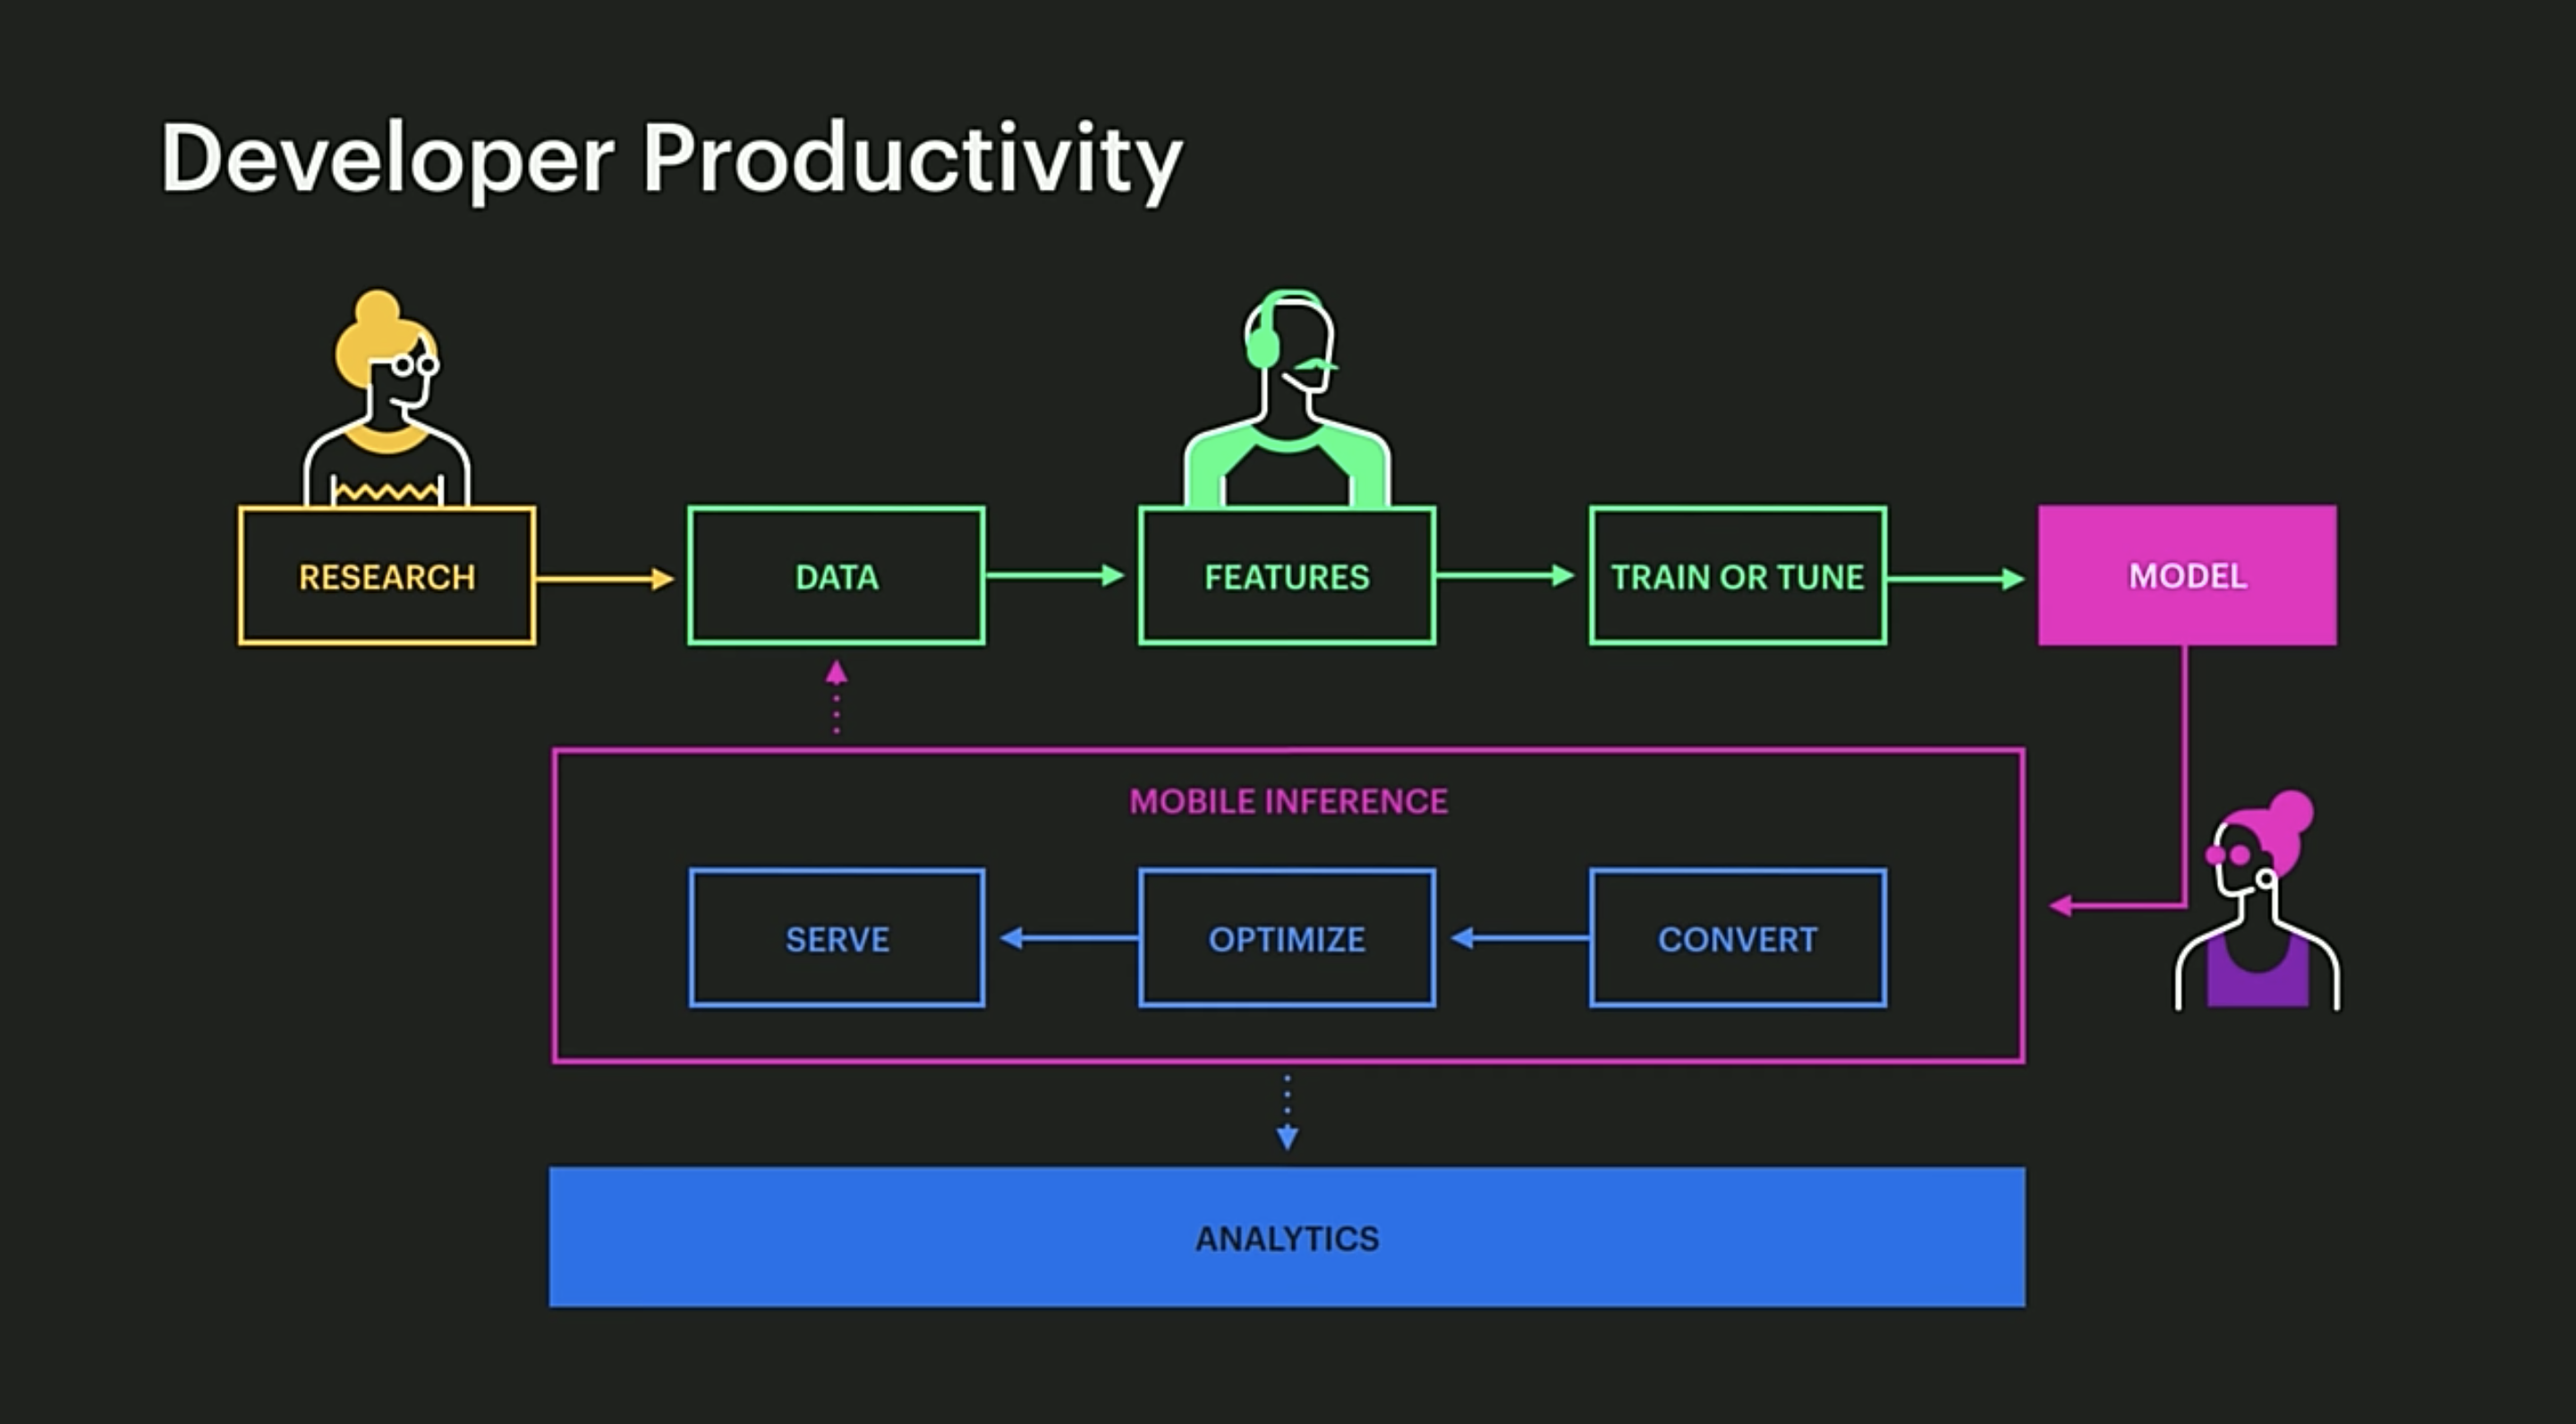 Developer Productivity
RESEARCH
DATA
FEATURES
TRAIN OR TUNE
MODEL
MOBILE INFERENCE
SERVE
OPTIMIZE
CONVERT
ANALYTICS